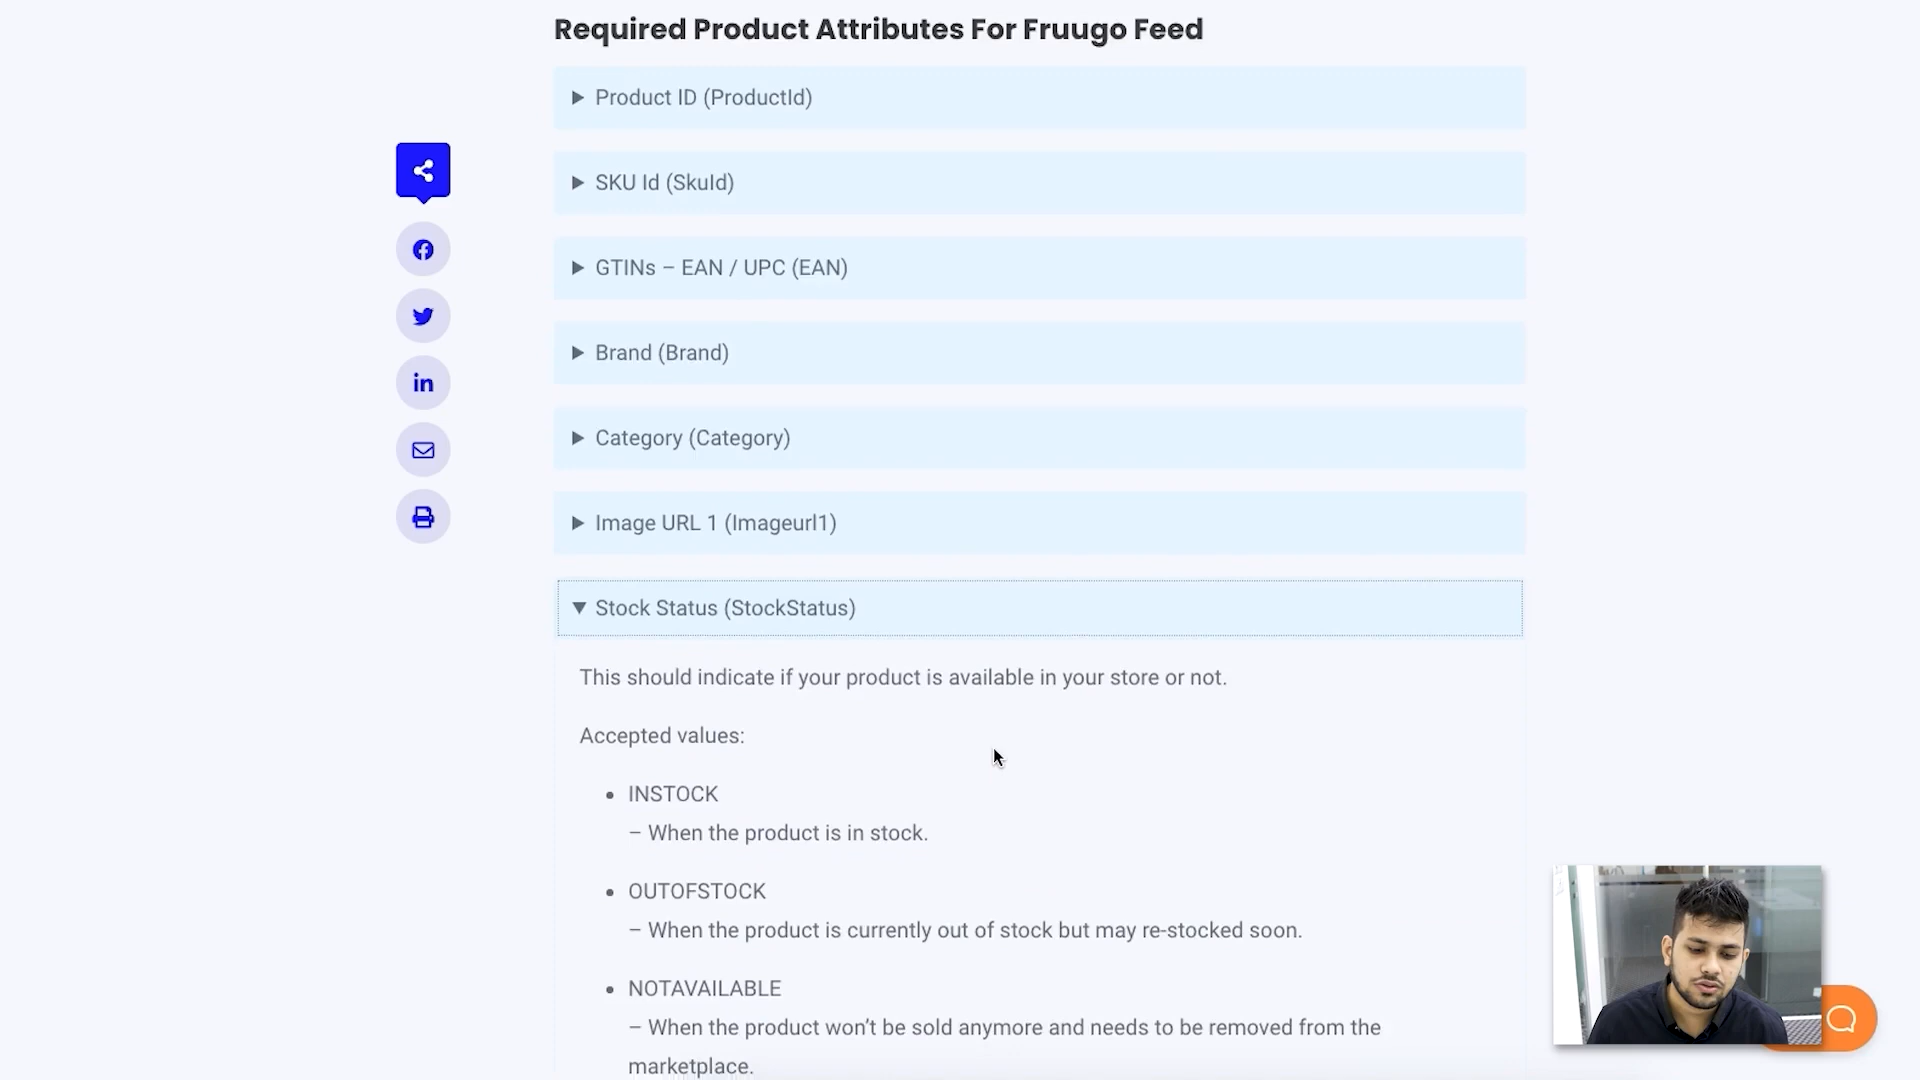 Required Product Attributes For Fruugo Feed
Product ID (ProductId)
SKU Id (SkuId)
GTINs – EAN / UPC (EAN)
Brand (Brand)
Category (Category)
Image URL 1 (Imageurl1)
Stock Status (StockStatus)
This should indicate if your product is available in your store or not.
Accepted values:
INSTOCK
– When the product is in stock.
OUTOFSTOCK
– When the product is currently out of stock but may re-stocked soon.
NOTAVAILABLE
– When the product won’t be sold anymore and needs to be removed from the
marketplace.